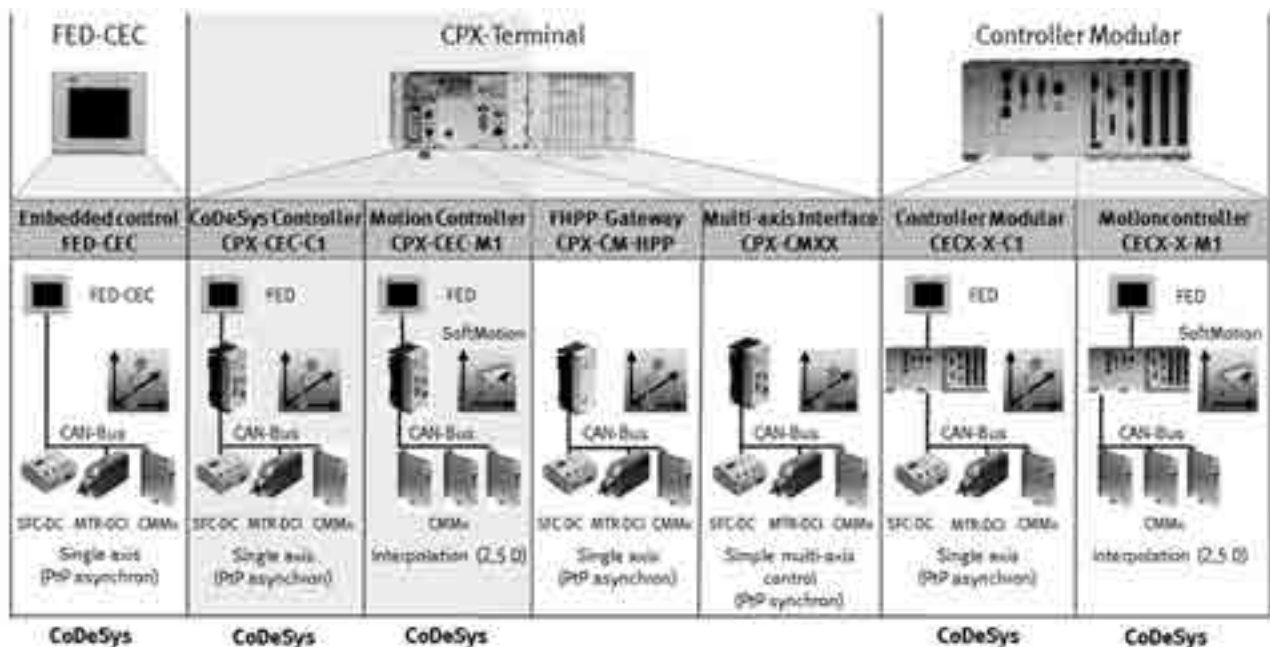 FED-CEC
CPX-Terminal
Controller Modular
Embedded control
FED-CEC
CoDeSys Controller
CPX-CEC-C1
Motion Controller
CPX-CEC-M1
FHPP-Gateway
CPX-CM-HPP
Multi-axis Interface
CPX-CMXX
Controller Modular
CECX-X-C1
Motioncontroller
CECX-X-M1
FED-CEC
CAN-Bus
SFC-DC MTR-DCI CMMx
Single axis
(PtP asynchron)
FED
CAN-Bus
SFC-DC MTR-DCI CMMx
Single axis
(PtP asynchron)
FED
SoftMotion
CAN-Bus
CMMx
Interpolation (2,5 D)
CAN-Bus
SFC-DC MTR-DCI CMMx
Single axis
(PtP asynchron)
CAN-Bus
SFC-DC MTR-DCI CMMx
Simple multi-axis
control
(PtP synchron)
FED
CAN-Bus
SFC-DC MTR-DCI CMMx
Single axis
(PtP asynchron)
FED
SoftMotion
CAN-Bus
CMMx
Interpolation (2,5 D)
CoDeSys
CoDeSys
CoDeSys
CoDeSys
CoDeSys